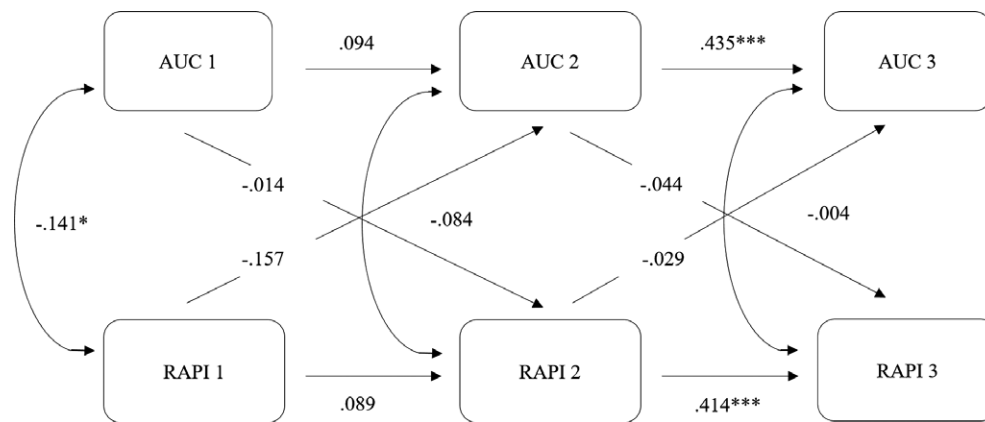 .094
.435***
AUC 1
AUC 2
AUC 3
-.014
-.044
-.141*
-.084
-.004
-.157
-.029
RAPI 1
RAPI 2
RAPI 3
.089
.414***